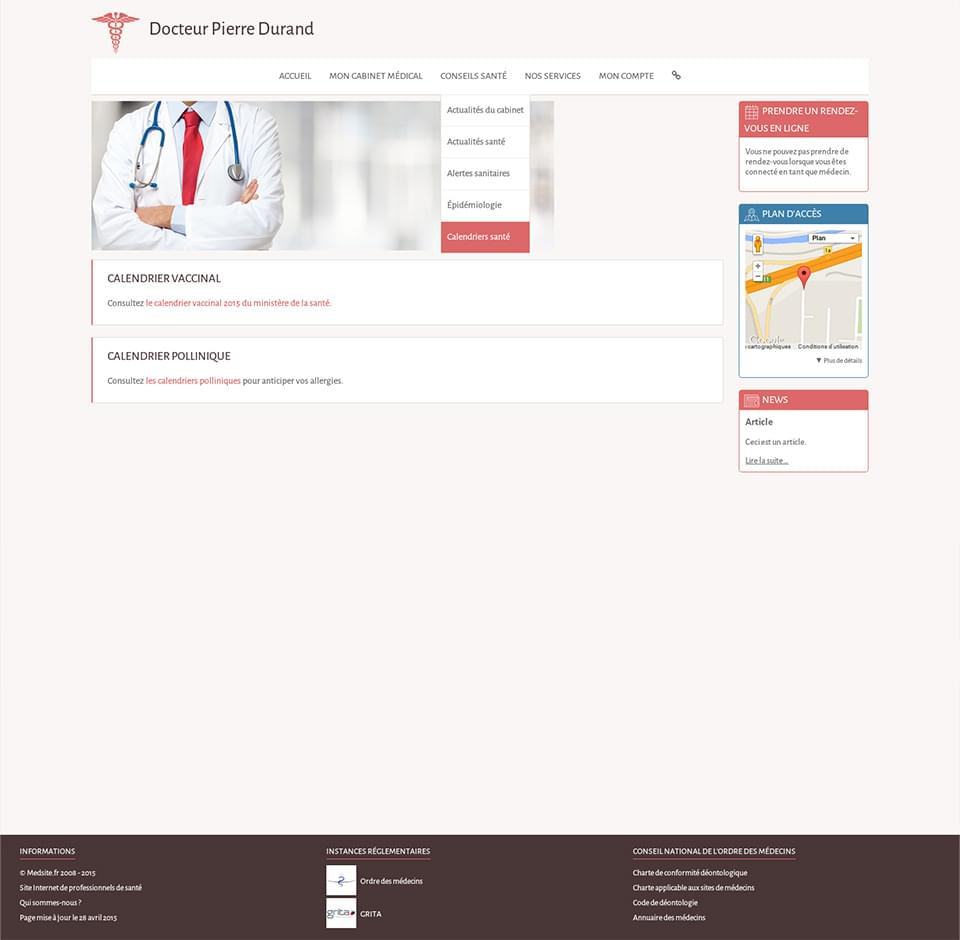 Docteur Pierre Durand
ACCUEIL MON CABINET MÉDICAL CONSEILS SANTÉ NOS SERVICES MON COMPTE
Actualités du cabinet
Actualités santé
Alertes sanitaires
Épidémiologie
Calendriers santé
CALENDRIER VACCINAL
Consultez le calendrier vaccinal 2015 du ministère de la santé.
CALENDRIER POLLINIQUE
Consultez les calendriers polliniques pour anticiper vos allergies.
PRENDRE UN RENDEZ-
VOUS EN LIGNE
Vous ne pouvez pas prendre de
rendez-vous lorsque vous êtes
connecté en tant que médecin.
PLAN D'ACCÈS
Plan
Google
cartographiques Conditions d'utilisation
▼ Plus de détails
NEWS
Article
Ceci est un article.
Lire la suite...
INFORMATIONS
© Medsite.fr 2008 - 2015
Site Internet de professionnels de santé
Qui sommes-nous ?
Page mise à jour le 28 avril 2015
INSTANCES RÉGLEMENTAIRES
Ordre des médecins
grita
GRITA
CONSEIL NATIONAL DE L'ORDRE DES MÉDECINS
Charte de conformité déontologique
Charte applicable aux sites de médecins
Code de déontologie
Annuaire des médecins